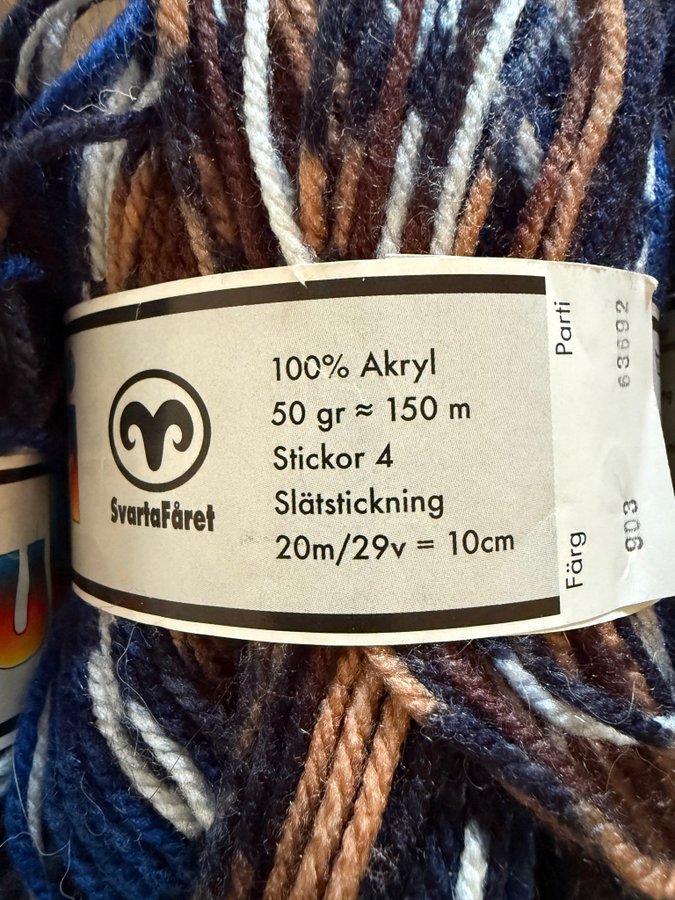 SvartaFåret
100% Akryl
50 gr ≈ 150 m
Stickor 4
Slätstickning
20m/29v = 10cm
Parti 63692
Färg 903